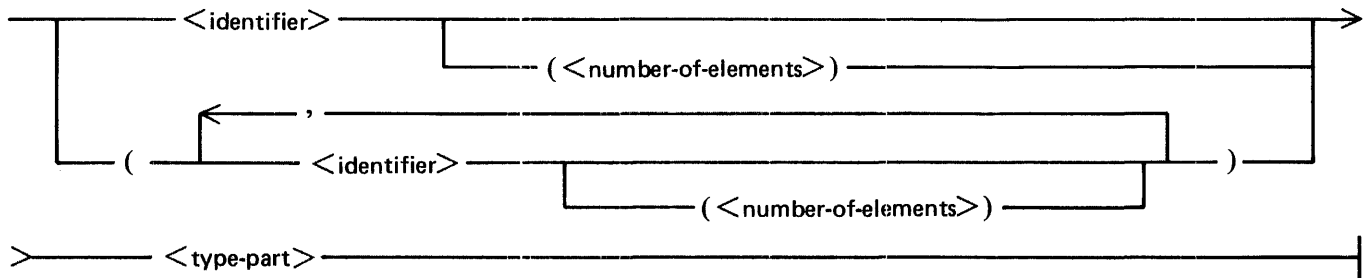 <identifier>
(<number-of-elements>)
,
( <identifier> )
(<number-of-elements>)
<type-part>